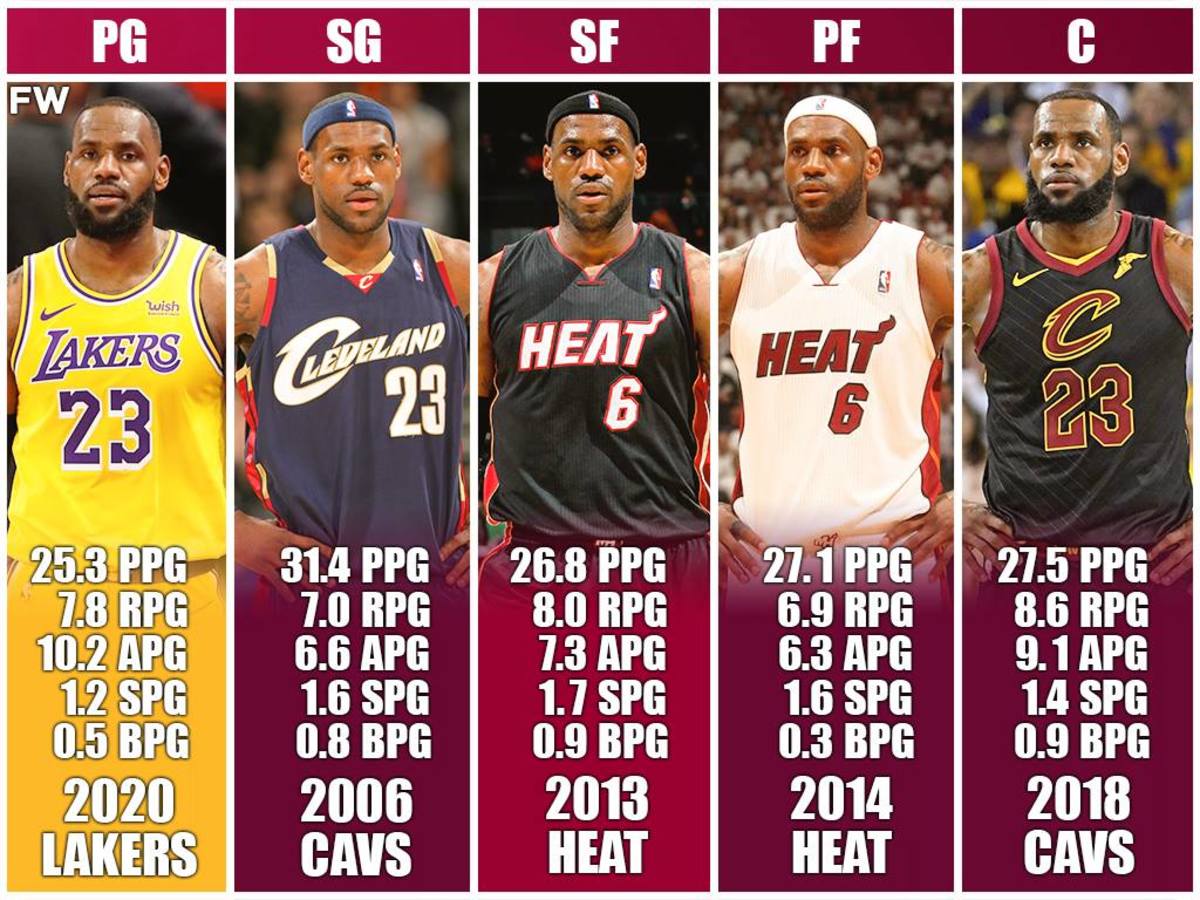 PG
SG
SF
PF
C
FW
wish
LAKERS
23
25.3 PPG
7.8 RPG
10.2 APG
1.2 SPG
0.5 BPG
2020
LAKERS
C
CLEVELAND
23
31.4 PPG
7.0 RPG
6.6 APG
1.6 SPG
0.8 BPG
2006
CAVS
HEAT
6
26.8 PPG
8.0 RPG
7.3 APG
1.7 SPG
0.9 BPG
2013
HEAT
HEAT
6
27.1 PPG
6.9 RPG
6.3 APG
1.6 SPG
0.3 BPG
2014
HEAT
C
23
27.5 PPG
8.6 RPG
9.1 APG
1.4 SPG
0.9 BPG
2018
CAVS